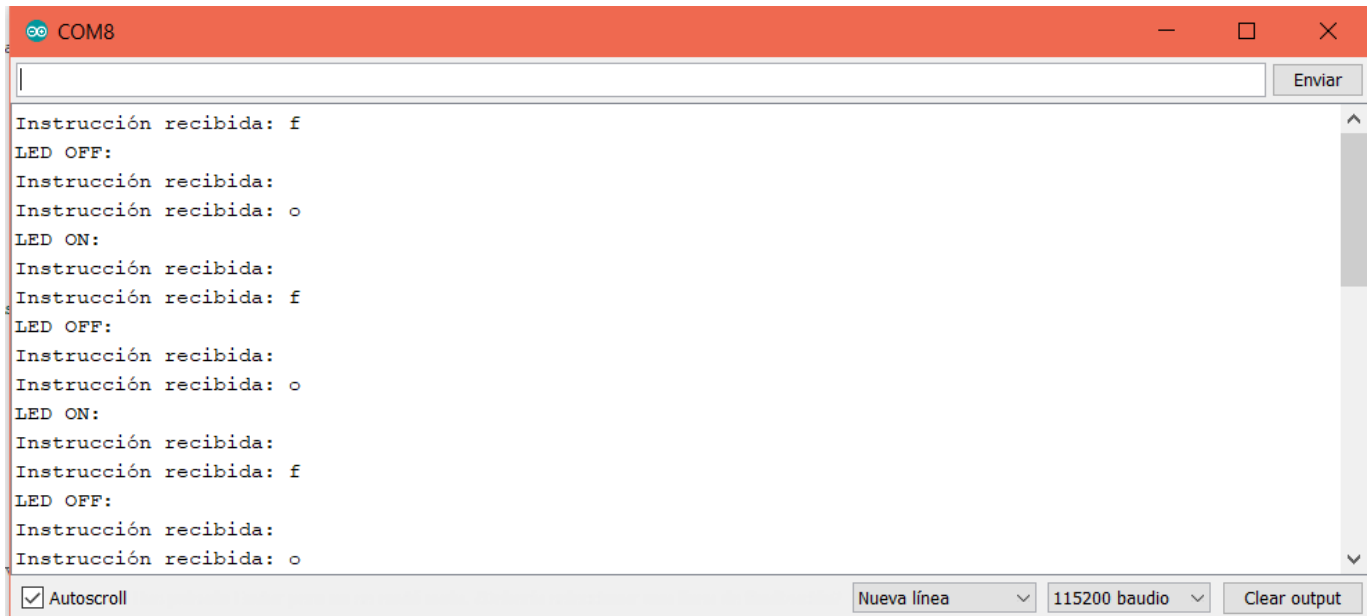 COM8
Enviar
Instrucción recibida: f
LED OFF:
Instrucción recibida:
Instrucción recibida: o
LED ON:
Instrucción recibida:
Instrucción recibida: f
LED OFF:
Instrucción recibida:
Instrucción recibida: o
LED ON:
Instrucción recibida:
Instrucción recibida: f
LED OFF:
Instrucción recibida:
Instrucción recibida: o
Autoscroll Nueva línea 115200 baudio Clear output